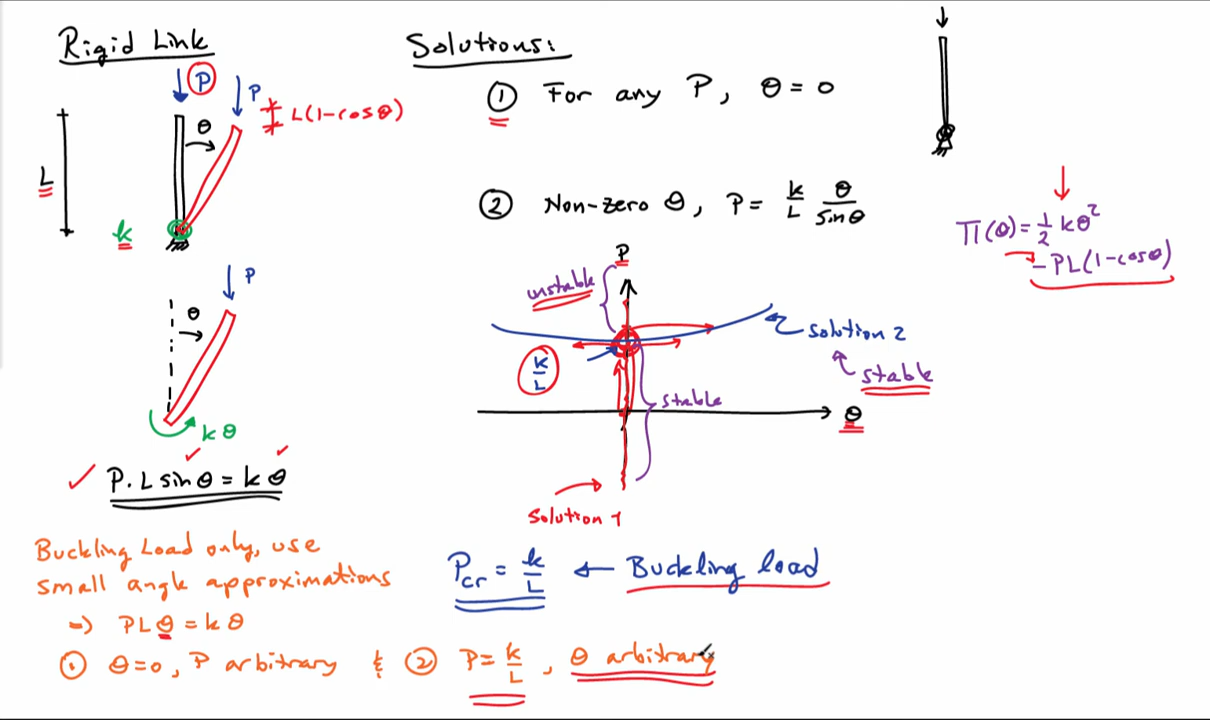 Rigid Link
P
P
θ
L(1-cosθ)
L
k
P
θ
kθ
P.L sinθ = kθ
Buckling Load only, use
small angle approximations
⇒ PLθ = kθ
① θ=0, P arbitrary & ② P= k/L, θ arbitrary
Solutions:
① For any P, θ = 0
② Non-zero θ, P = k/L θ/sinθ
P
unstable
solution 2
k/L
stable
stable
θ
Solution 1
Pcr = k/L ← Buckling load
Π(θ) = 1/2 kθ²
- PL(1-cosθ)